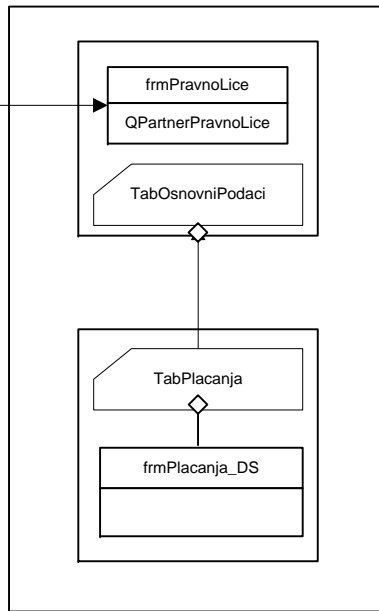 frmPravnoLice
QPartnerPravnoLice
TabOsnovniPodaci
TabPlacanja
frmPlacanja_DS